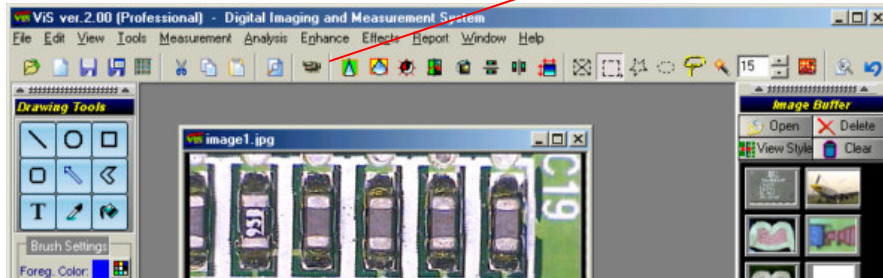 ViS ver.2.00 (Professional) - Digital Imaging and Measurement System
File Edit View Tools Measurement Analysis Enhance Effects Report Window Help
15
Drawing Tools
Image Buffer
Open Delete
View Style Clear
image1.jpg
C19
T
Brush Settings
Foreg. Color: